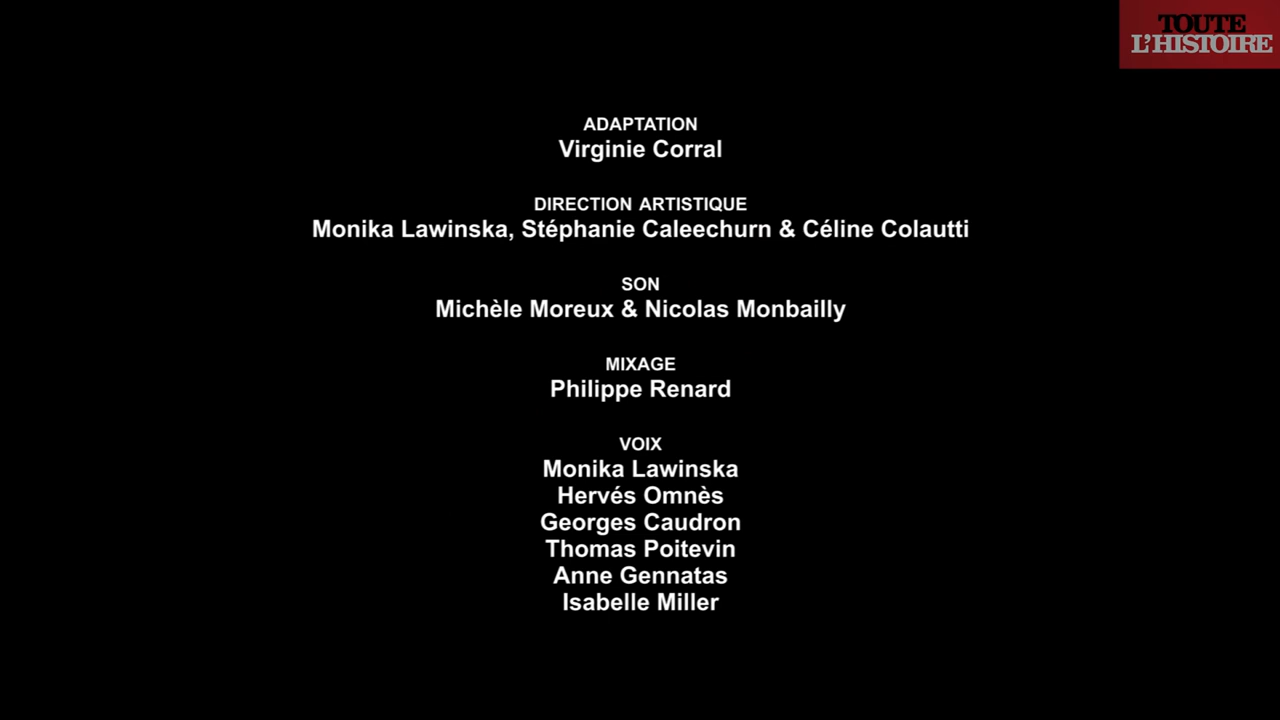 TOUTE
L'HISTOIRE
ADAPTATION
Virginie Corral
DIRECTION ARTISTIQUE
Monika Lawinska, Stéphanie Caleechurn & Céline Colautti
SON
Michèle Moreux & Nicolas Monbailly
MIXAGE
Philippe Renard
VOIX
Monika Lawinska
Hervés Omnès
Georges Caudron
Thomas Poitevin
Anne Gennatas
Isabelle Miller